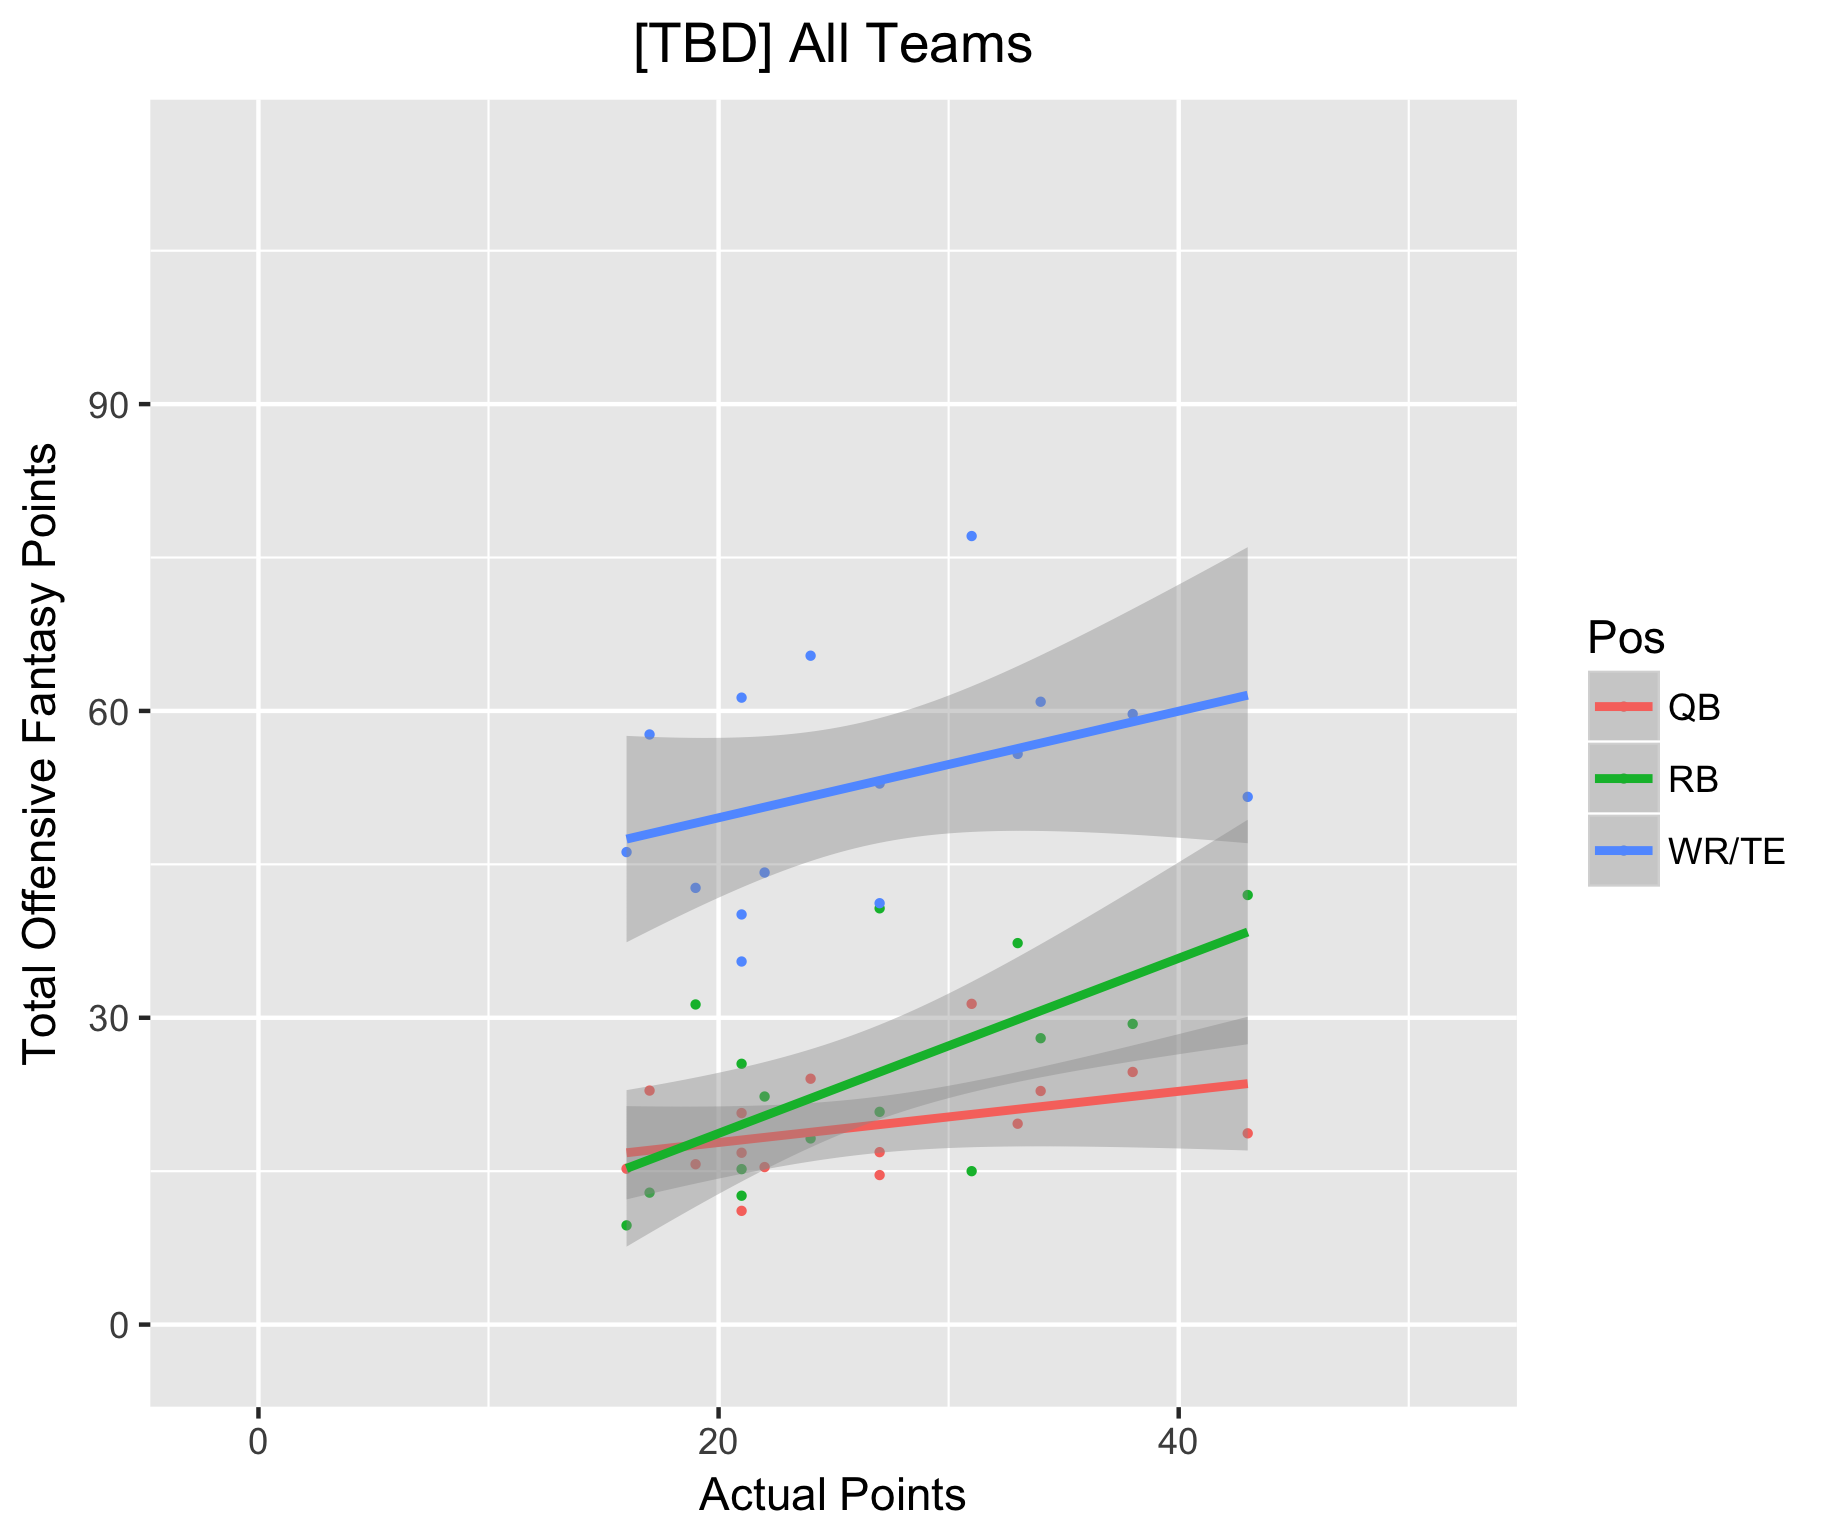 [TBD] All Teams
Total Offensive Fantasy Points
90
60
30
0
0 20 40
Actual Points
Pos
QB
RB
WR/TE